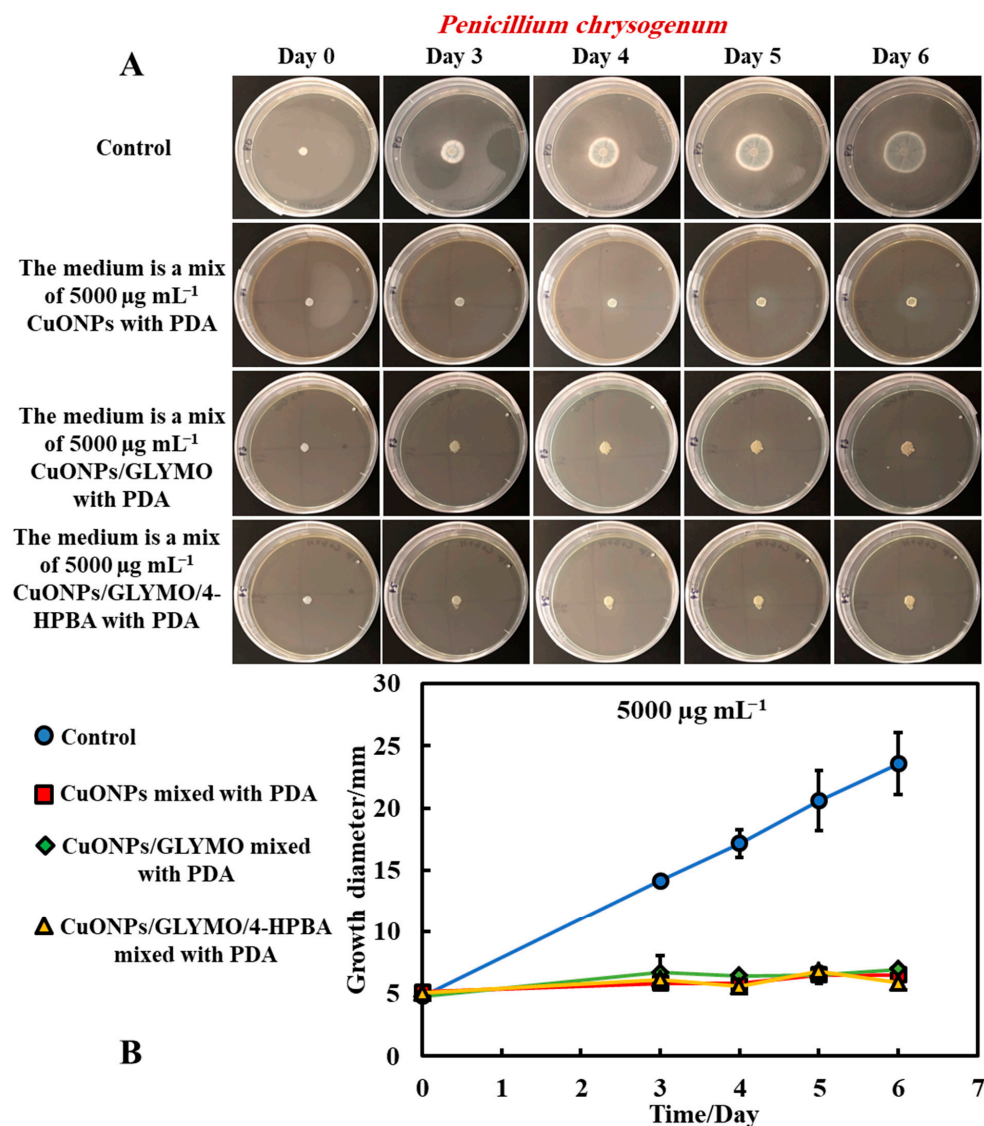 Penicillium chrysogenum
A
Day 0 Day 3 Day 4 Day 5 Day 6
Control
The medium is a mix
of 5000 µg mL⁻¹
CuONPs with PDA
The medium is a mix
of 5000 µg mL⁻¹
CuONPs/GLYMO
with PDA
The medium is a mix
of 5000 µg mL⁻¹
CuONPs/GLYMO/4-
HPBA with PDA
Control
CuONPs mixed with PDA
CuONPs/GLYMO mixed
with PDA
CuONPs/GLYMO/4-HPBA
mixed with PDA
B
5000 µg mL⁻¹
Growth diameter/mm
30
25
20
15
10
5
0
0 1 2 3 4 5 6 7
Time/Day